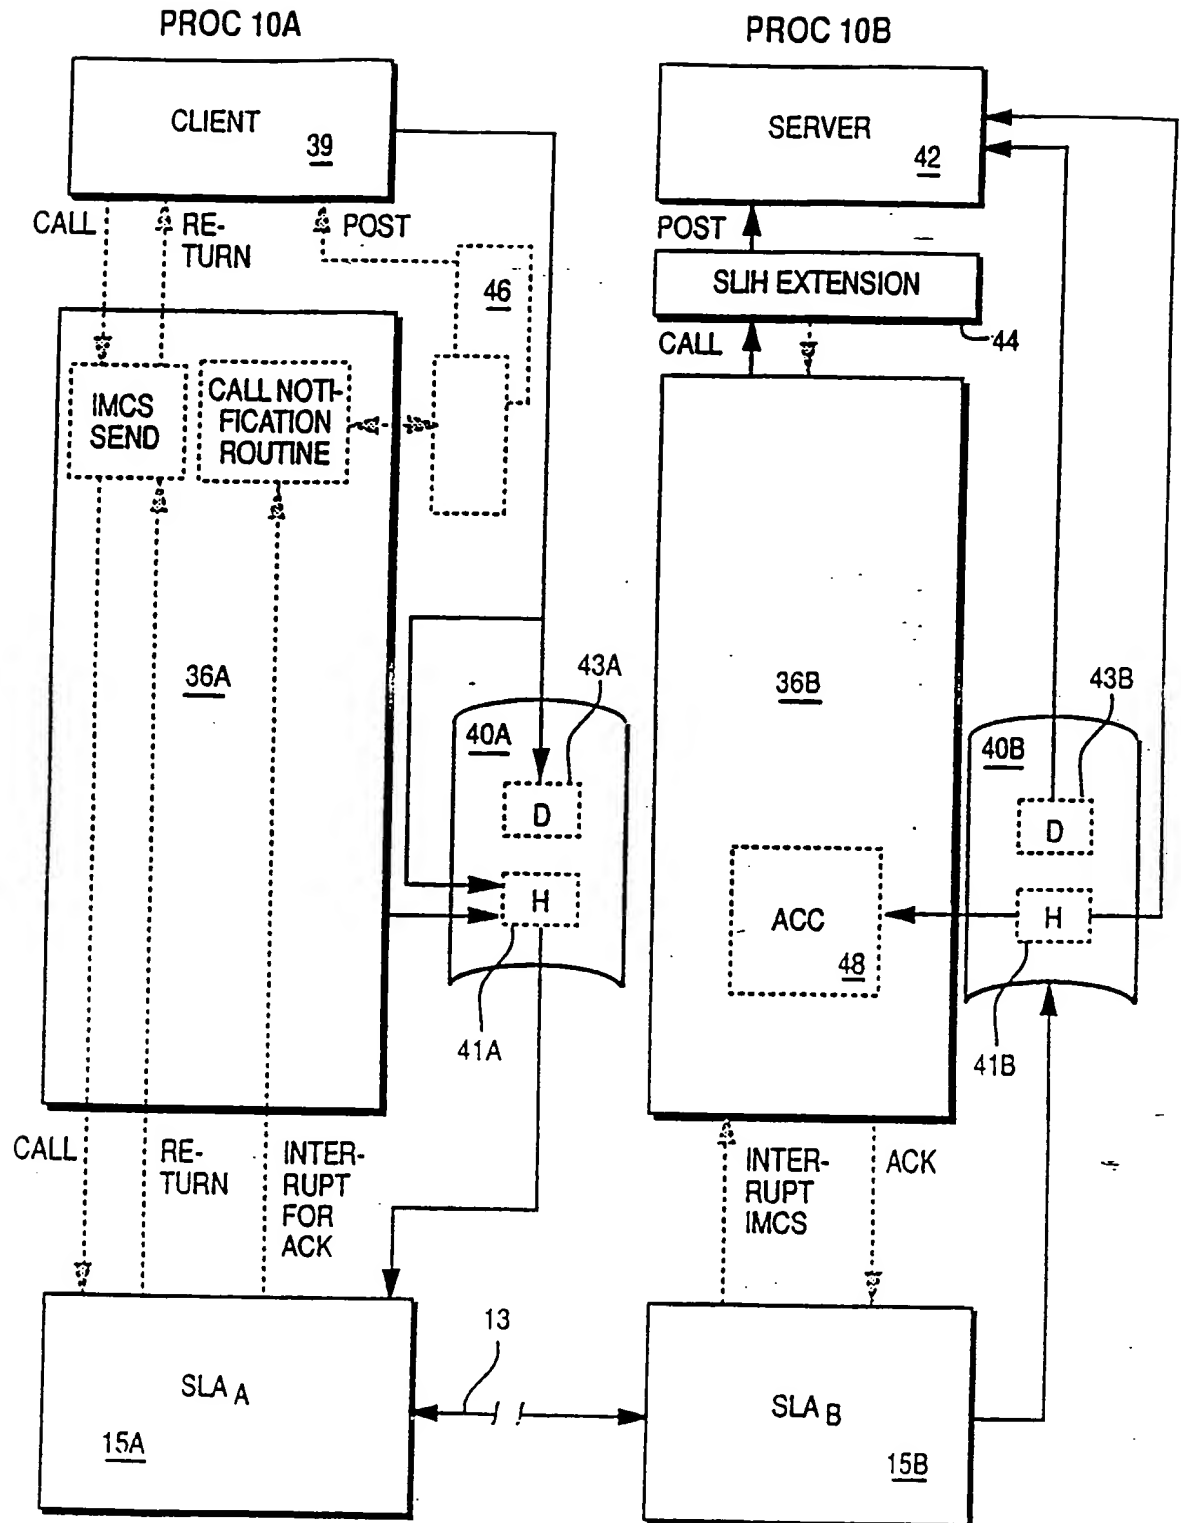 PROC 10A
PROC 10B
CLIENT
39
SERVER
42
CALL
RE-
TURN
POST
46
POST
SLIH EXTENSION
44
CALL
IMCS
SEND
CALL NOTI-
FICATION
ROUTINE
36A
43A
40A
D
H
41A
36B
43B
40B
D
H
ACC
48
41B
CALL
RE-
TURN
INTER-
RUPT
FOR
ACK
INTER-
RUPT
IMCS
ACK
13
SLA A
15A
SLA B
15B